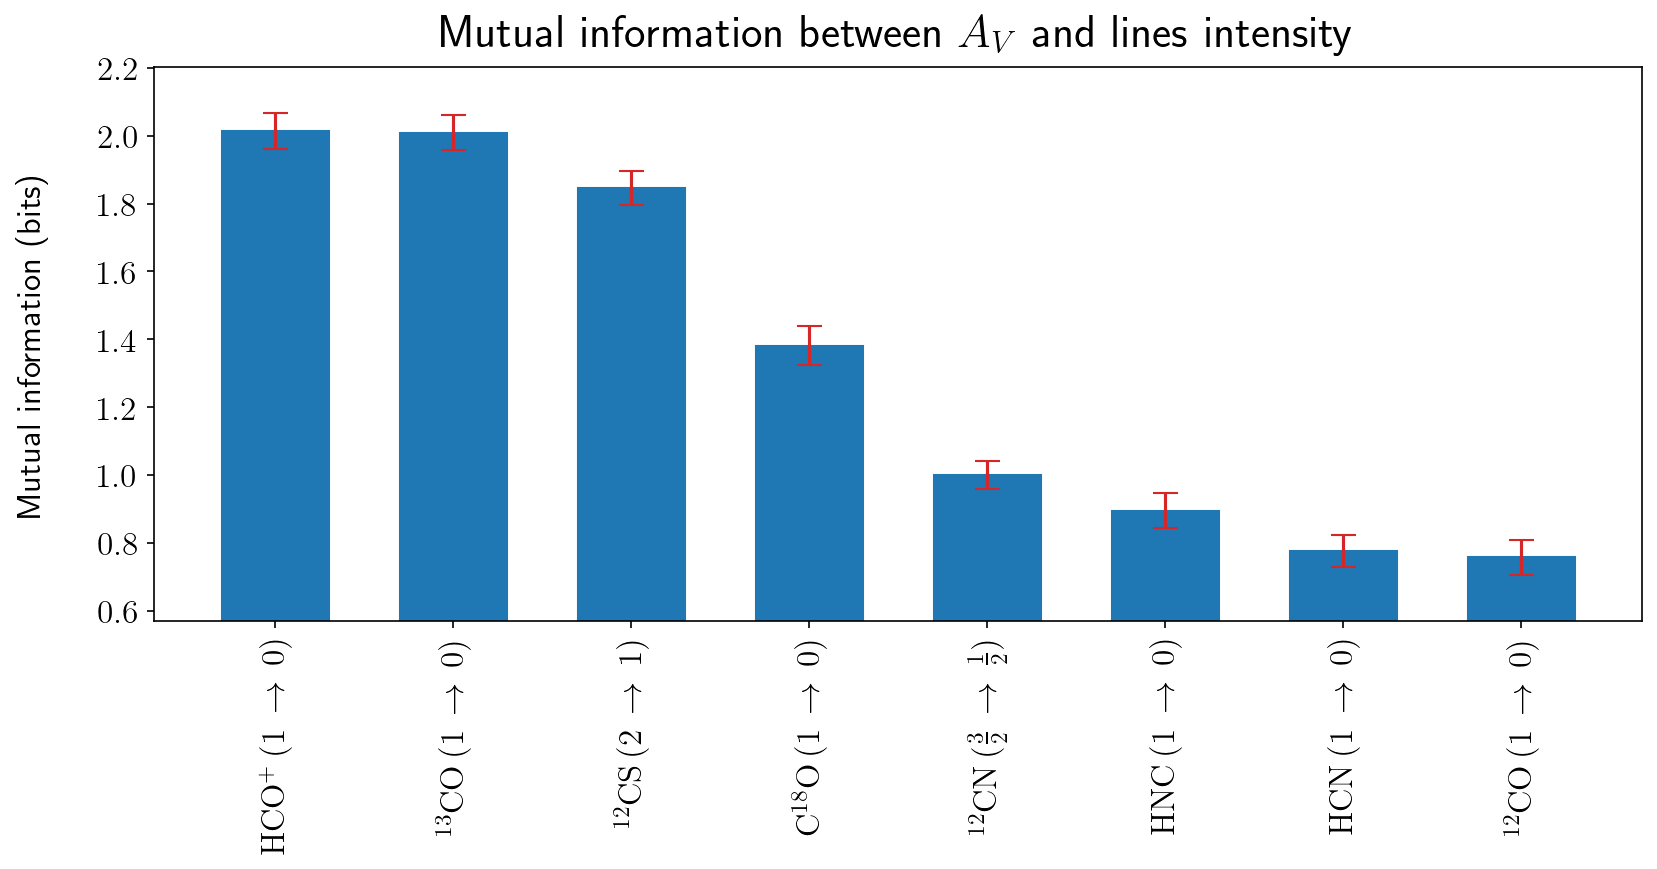 Mutual information between A_V and lines intensity
Mutual information (bits)
2.2
2.0
1.8
1.6
1.4
1.2
1.0
0.8
0.6
HCO⁺ (1 → 0)
¹³CO (1 → 0)
¹²CS (2 → 1)
C¹⁸O (1 → 0)
¹²CN (3/2 → 1/2)
HNC (1 → 0)
HCN (1 → 0)
¹²CO (1 → 0)